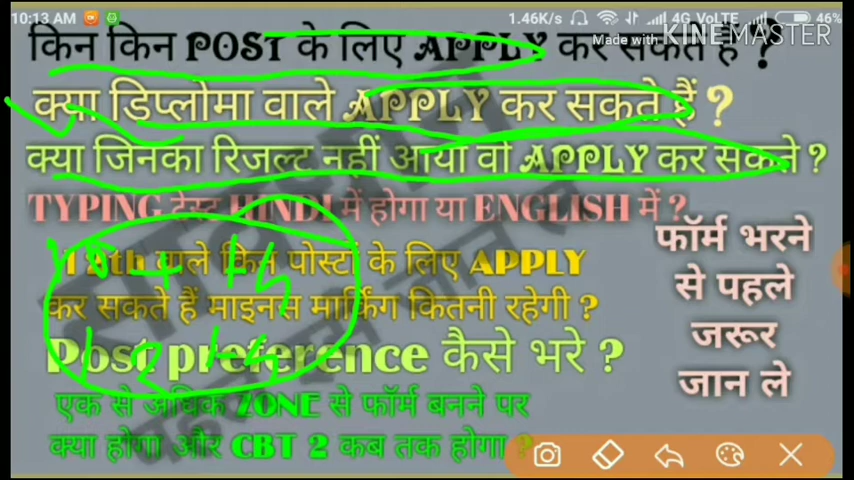 10:13 AM 1.46K/s 4G VoLTE 46%
Made with KINEMASTER
किन किन POST के लिए APPLY कर सकते हैं ?
क्या डिप्लोमा वाले APPLY कर सकते हैं ?
क्या जिनका रिजल्ट नहीं आया वो APPLY कर सकते ?
TYPING टेस्ट HINDI में होगा या ENGLISH में ?
12th वाले किन पोस्टों के लिए APPLY
कर सकते हैं माइनस मार्किंग कितनी रहेगी ?
Post preference कैसे भरे ?
एक से अधिक ZONE से फॉर्म बनने पर
क्या होगा और CBT 2 कब तक होगा ?
फॉर्म भरने
से पहले
जरूर
जान ले